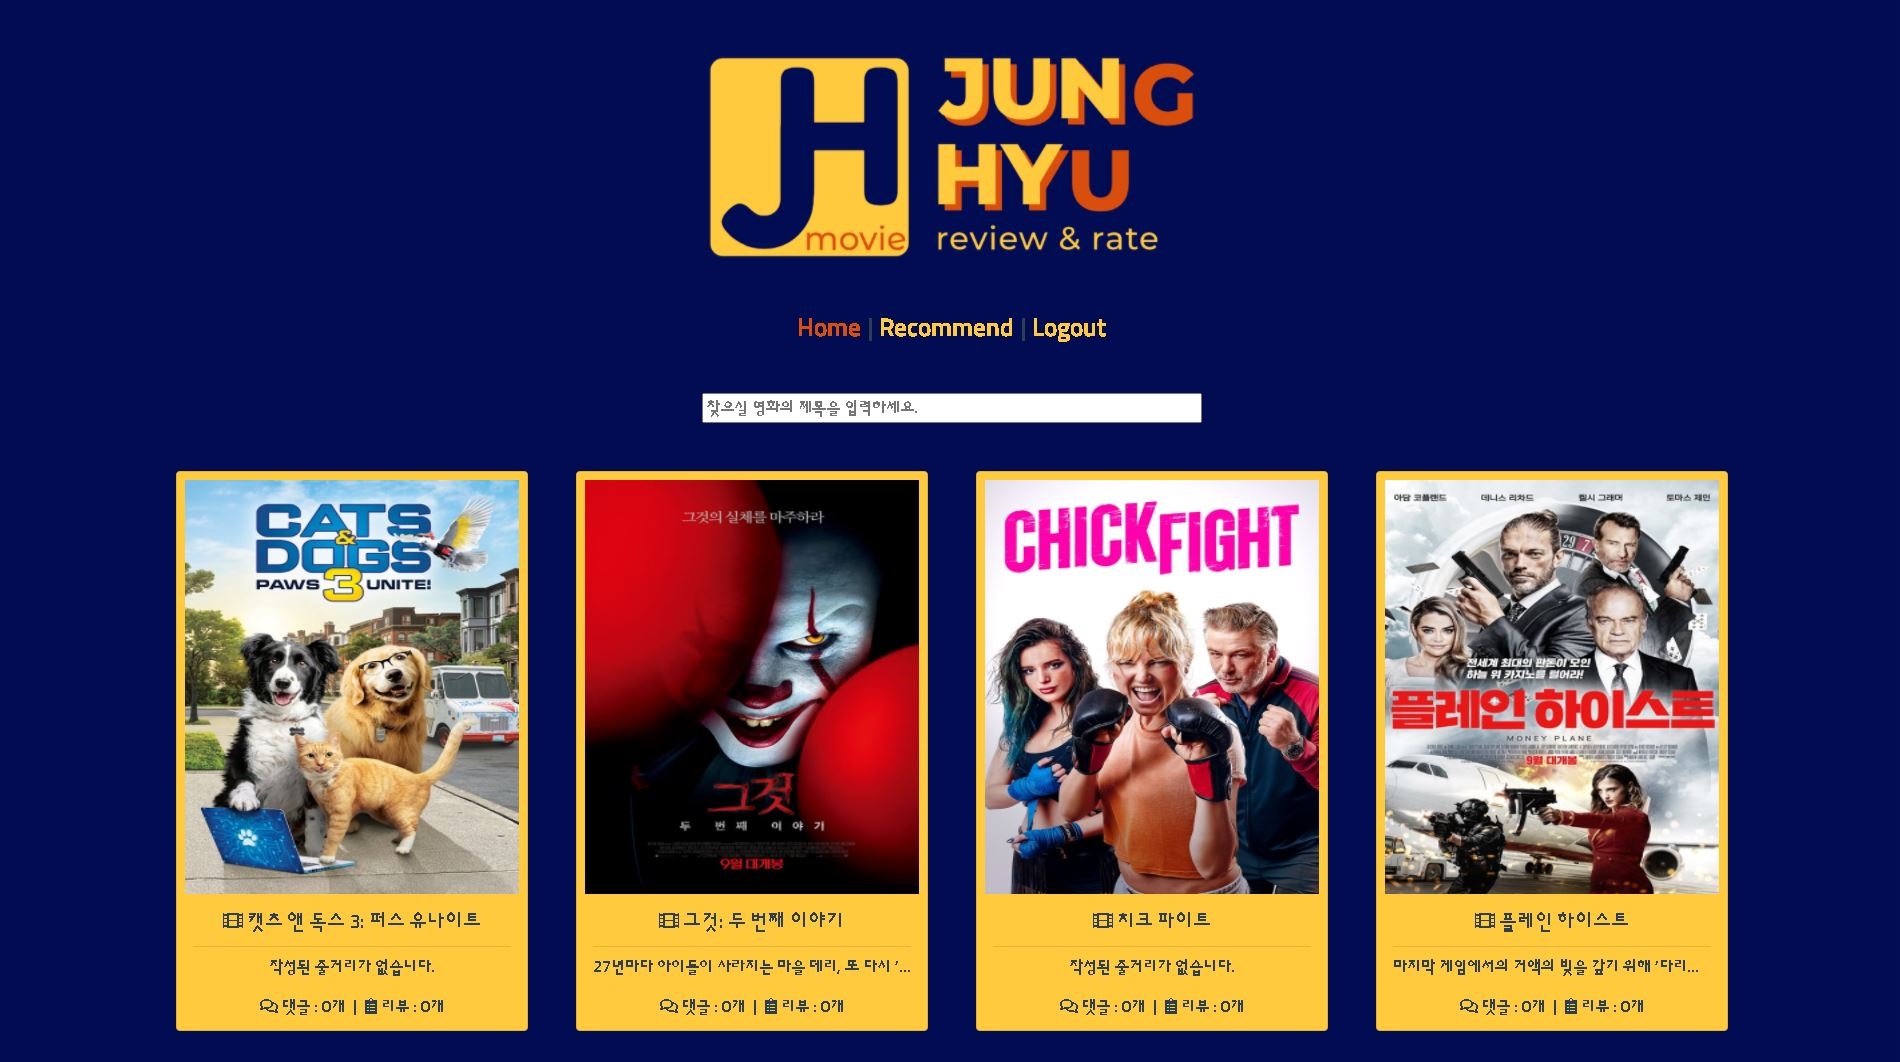 JUNG
HYU
movie
review & rate
Home | Recommend | Logout
찾으실 영화의 제목을 입력하세요.
CATS
&
DOGS
PAWS 3 UNITE!
캣츠 앤 독스 3: 퍼스 유나이트
작성된 줄거리가 없습니다.
댓글 : 0개 | 리뷰 : 0개
그것의 실체를 마주하라
그것
두 번째 이야기
9월 대개봉
그것: 두 번째 이야기
27년마다 아이들이 사라지는 마을 데리, 또 다시 '...
댓글 : 0개 | 리뷰 : 0개
CHICK FIGHT
치크 파이트
작성된 줄거리가 없습니다.
댓글 : 0개 | 리뷰 : 0개
아담 코플랜드 데니스 리차드 켈시 그래머 토마스 제인
29 7
전세계 최대의 판돈이 모인
하늘 위 카지노를 털어라!
플레인 하이스트
MONEY PLANE
9월 대개봉
플레인 하이스트
마지막 게임에서의 거액의 빚을 갚기 위해 '다리...
댓글 : 0개 | 리뷰 : 0개